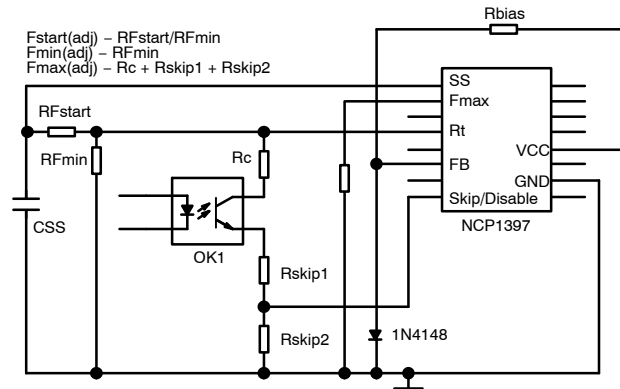 Rbias
Fstart(adj) – RFstart/RFmin
Fmin(adj) – RFmin
Fmax(adj) – Rc + Rskip1 + Rskip2
SS
Fmax
RFstart
Rt
RFmin
Rc
VCC
FB
GND
Skip/Disable
CSS
NCP1397
OK1
Rskip1
1N4148
Rskip2